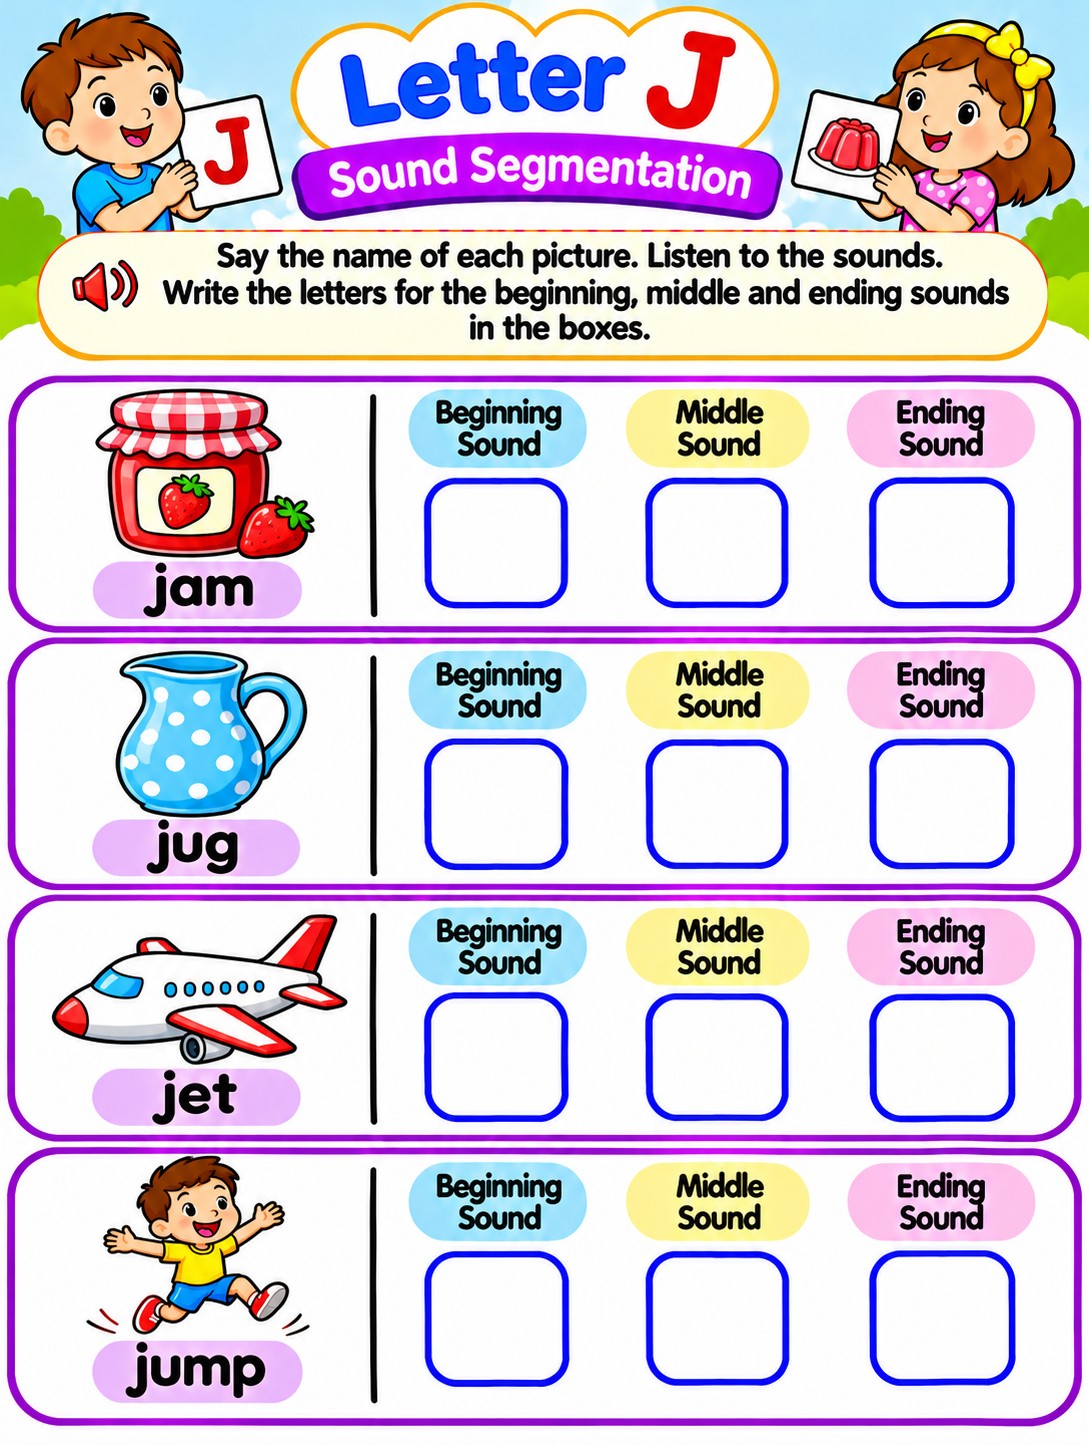 Letter J
J
Sound Segmentation
Say the name of each picture. Listen to the sounds.
Write the letters for the beginning, middle and ending sounds
in the boxes.
Beginning
Sound
Middle
Sound
Ending
Sound
jam
Beginning
Sound
Middle
Sound
Ending
Sound
jug
Beginning
Sound
Middle
Sound
Ending
Sound
jet
Beginning
Sound
Middle
Sound
Ending
Sound
jump